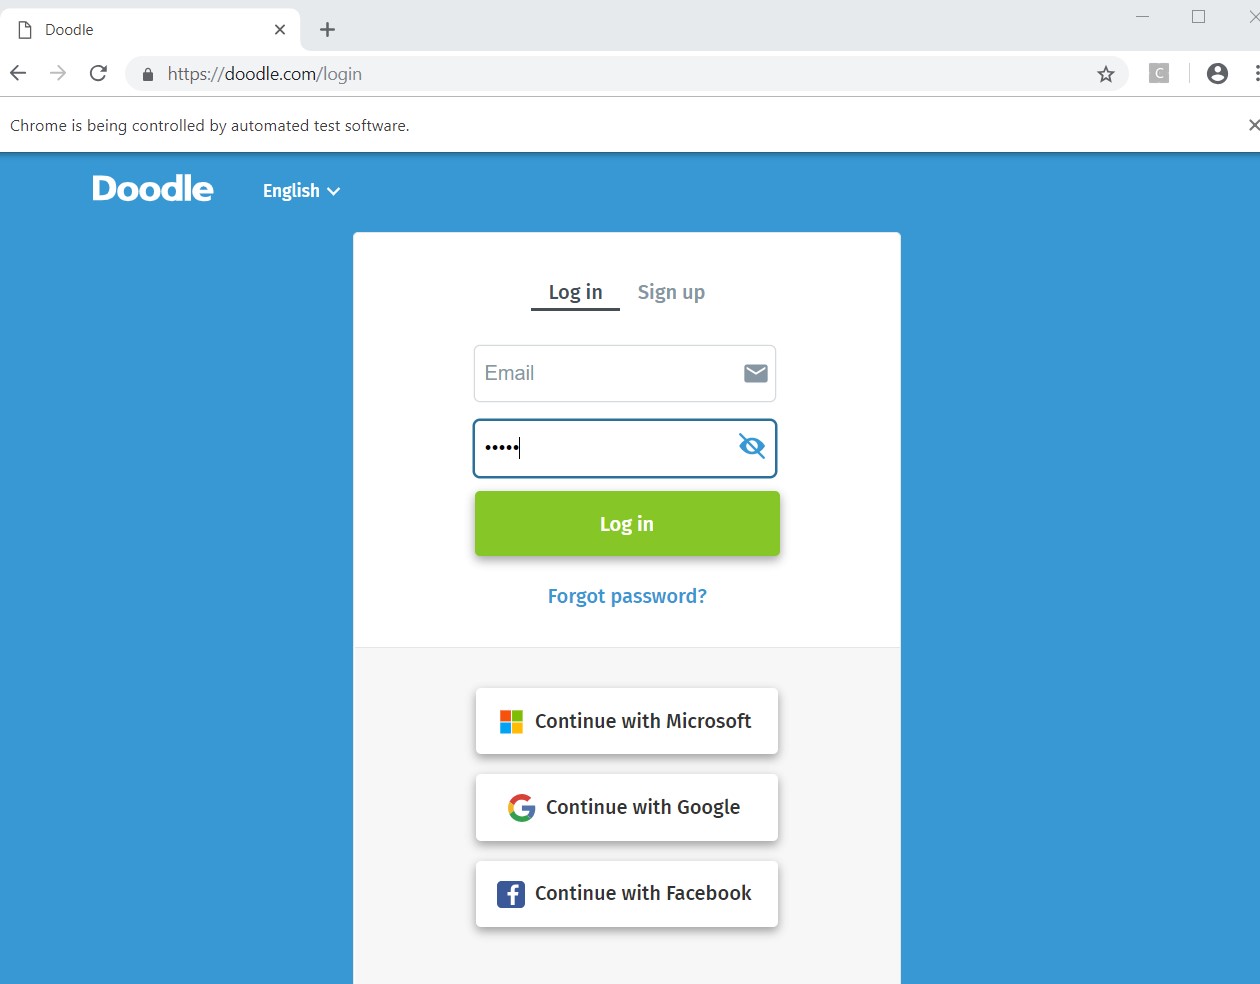 Doodle
https://doodle.com/login
C
Chrome is being controlled by automated test software.
Doodle English
Log in Sign up
Email
•••••
Log in
Forgot password?
Continue with Microsoft
Continue with Google
Continue with Facebook